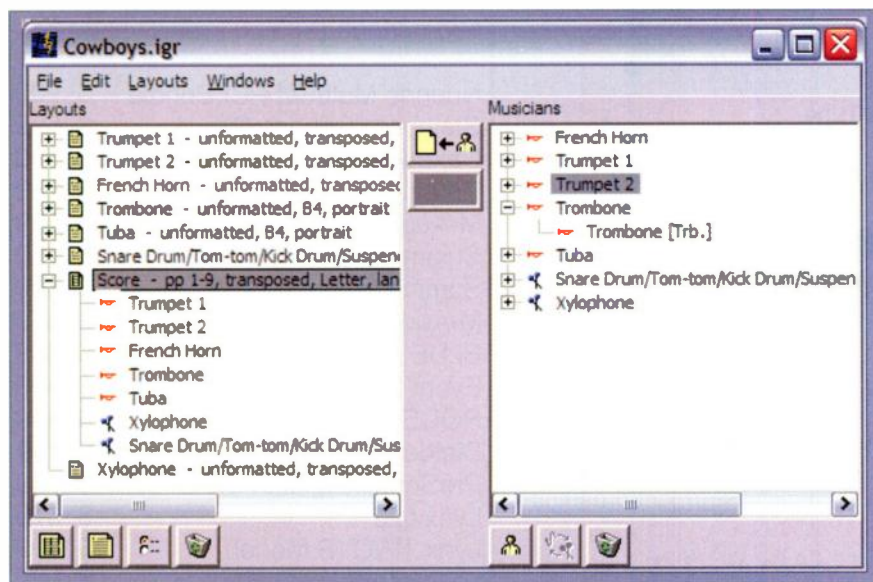 Cowboys.igr
File Edit Layouts Windows Help
Layouts
Trumpet 1 - unformatted, transposed,
Trumpet 2 - unformatted, transposed,
French Horn - unformatted, transposed
Trombone - unformatted, B4, portrait
Tuba - unformatted, B4, portrait
Snare Drum/Tom-tom/Kick Drum/Suspen
Score - pp 1-9, transposed, Letter, lan
Trumpet 1
Trumpet 2
French Horn
Trombone
Tuba
Xylophone
Snare Drum/Tom-tom/Kick Drum/Sus
Xylophone - unformatted, transposed,
Musicians
French Horn
Trumpet 1
Trumpet 2
Trombone
Trombone [Trb.]
Tuba
Snare Drum/Tom-tom/Kick Drum/Suspen
Xylophone